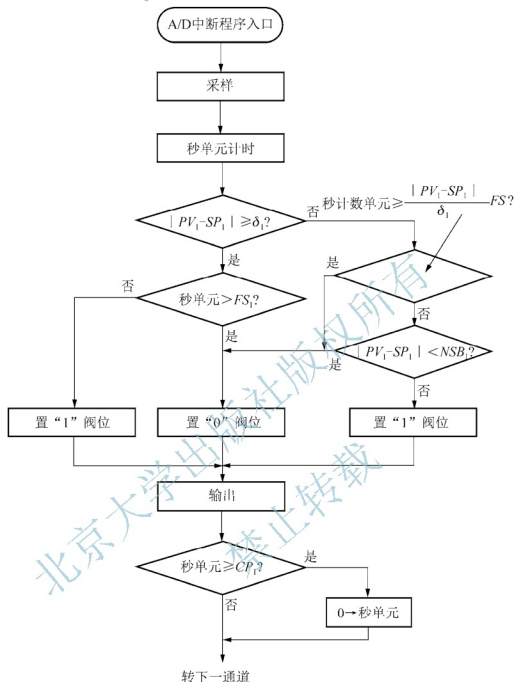 A/D中断程序入口
采样
秒单元计时
秒计数单元≥|PV₁-SP₁|/δ₁ FS?
|PV₁-SP₁|≥δ₁?
否
是
是
否
秒单元>FS₁?
否
是
|PV₁-SP₁|<NSB₁?
是
否
置“1”阀位
置“0”阀位
置“1”阀位
输出
秒单元≥CP₁?
是
否
0→秒单元
转下一通道
北京大学出版社版权所有
禁止转载